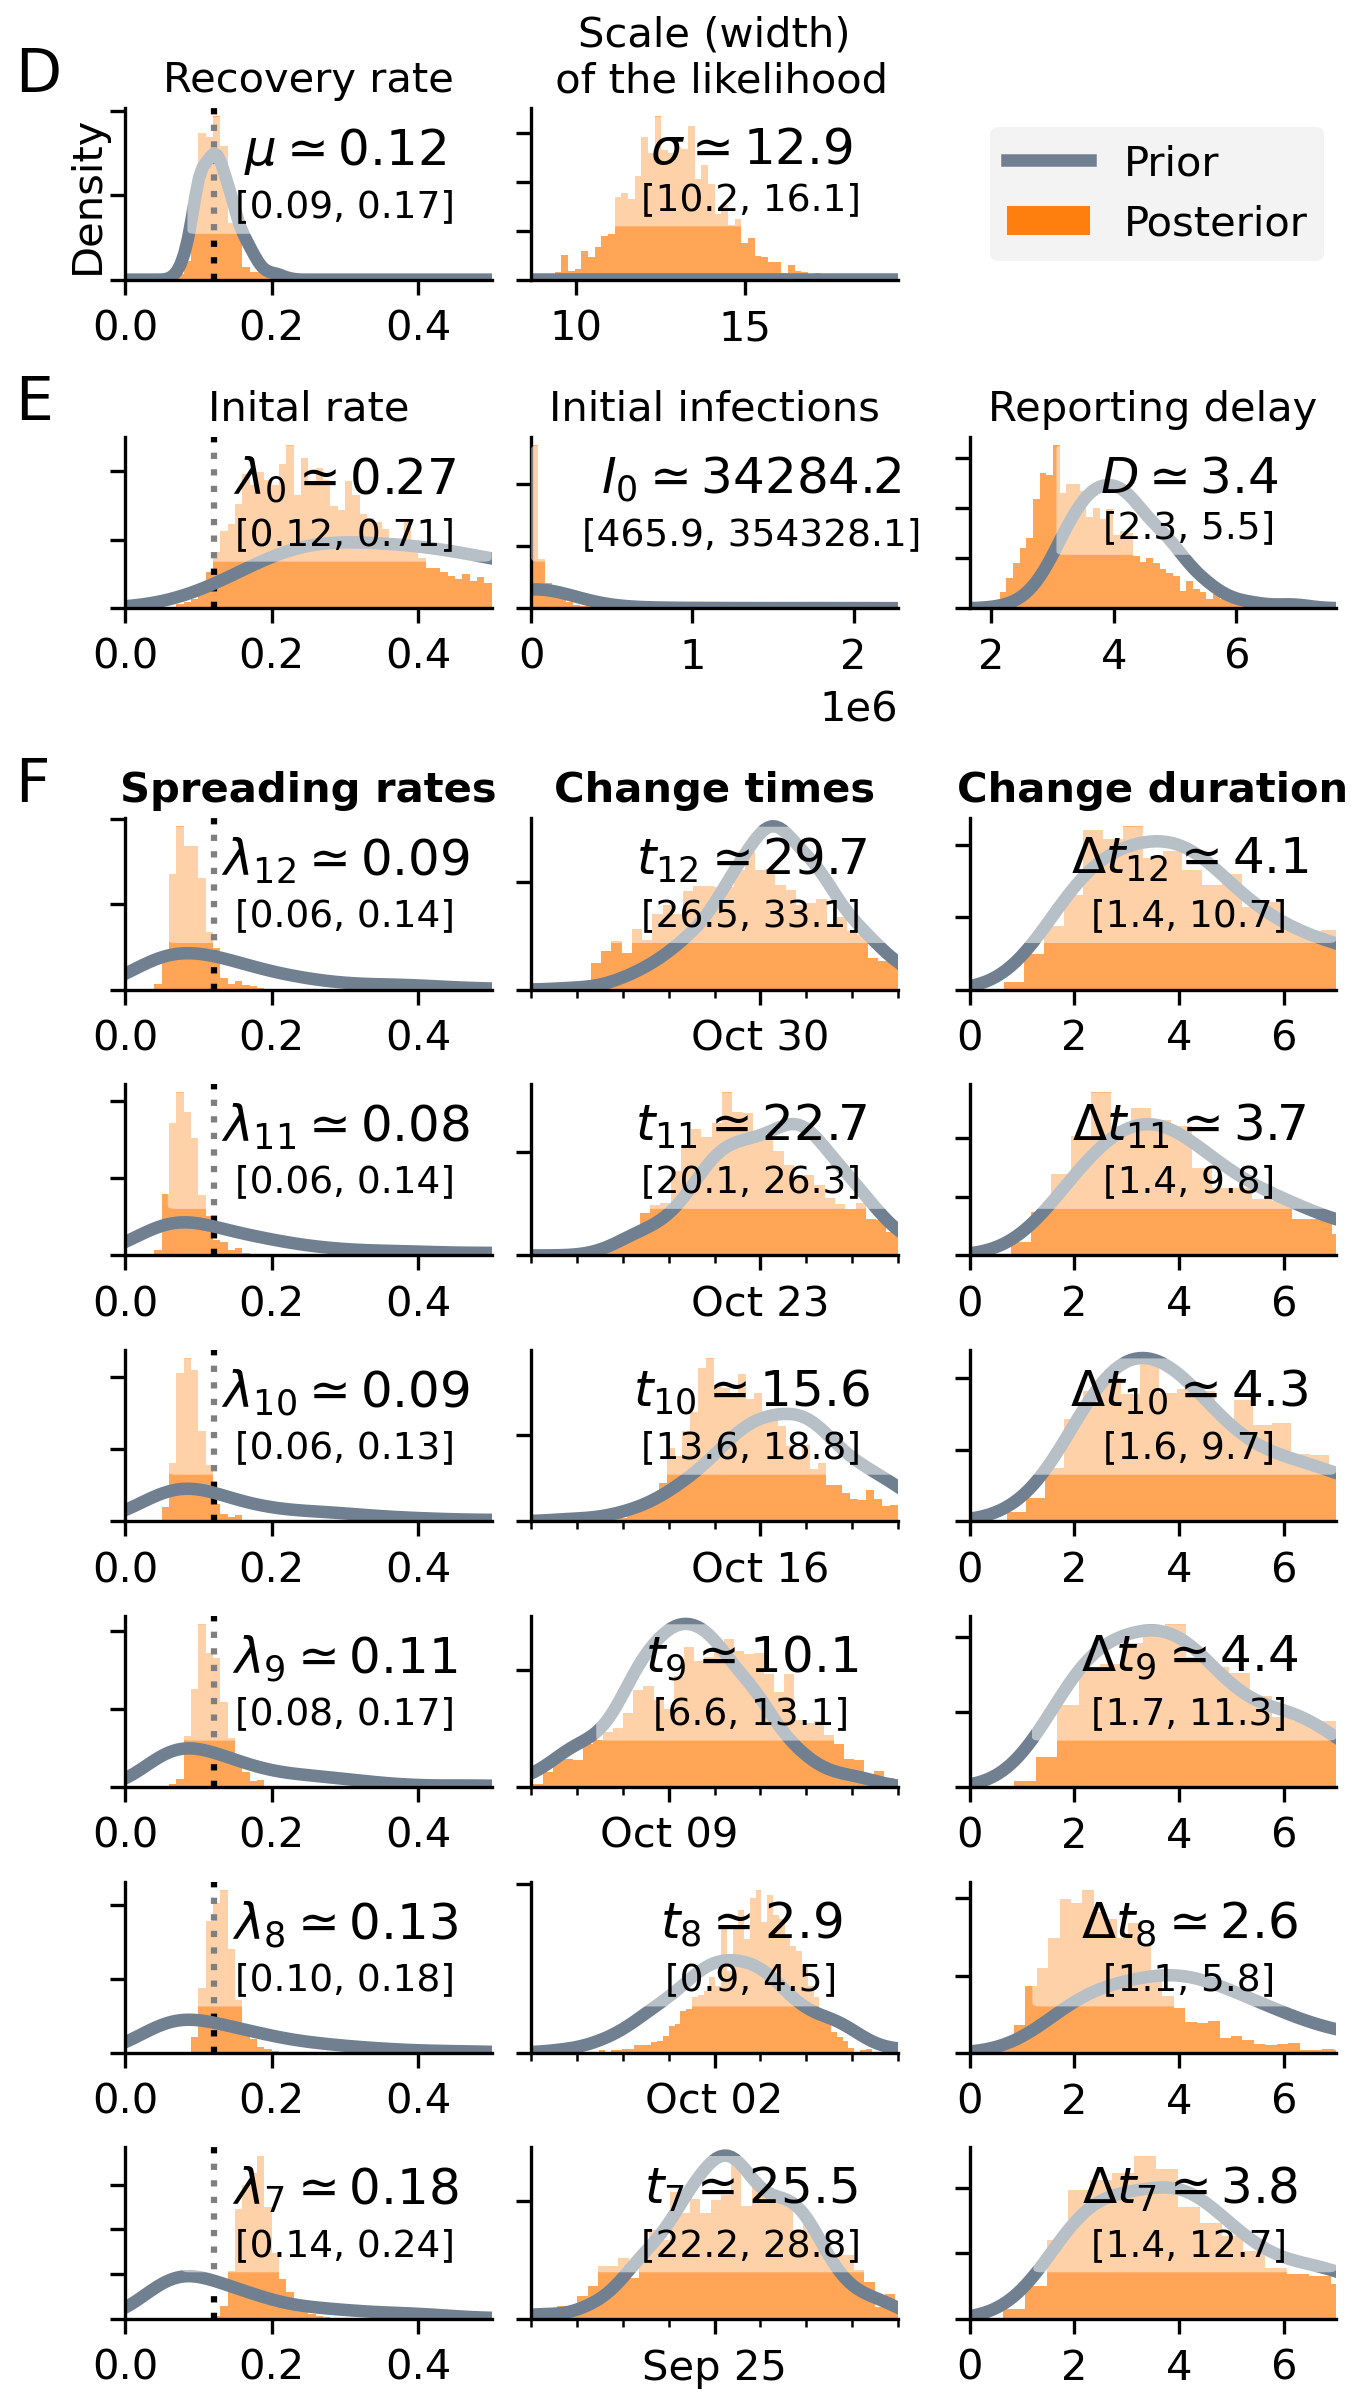 D
Recovery rate
Scale (width)
of the likelihood
Density
μ ≃ 0.12
[0.09, 0.17]
σ ≃ 12.9
[10.2, 16.1]
Prior
Posterior
0.0 0.2 0.4
10 15
E
Inital rate
Initial infections
Reporting delay
λ₀ ≃ 0.27
[0.12, 0.71]
I₀ ≃ 34284.2
[465.9, 354328.1]
D ≃ 3.4
[2.3, 5.5]
0.0 0.2 0.4
0 1 2
1e6
2 4 6
F
Spreading rates
Change times
Change duration
λ₁₂ ≃ 0.09
[0.06, 0.14]
t₁₂ ≃ 29.7
[26.5, 33.1]
Δt₁₂ ≃ 4.1
[1.4, 10.7]
0.0 0.2 0.4
Oct 30
0 2 4 6
λ₁₁ ≃ 0.08
[0.06, 0.14]
t₁₁ ≃ 22.7
[20.1, 26.3]
Δt₁₁ ≃ 3.7
[1.4, 9.8]
0.0 0.2 0.4
Oct 23
0 2 4 6
λ₁₀ ≃ 0.09
[0.06, 0.13]
t₁₀ ≃ 15.6
[13.6, 18.8]
Δt₁₀ ≃ 4.3
[1.6, 9.7]
0.0 0.2 0.4
Oct 16
0 2 4 6
λ₉ ≃ 0.11
[0.08, 0.17]
t₉ ≃ 10.1
[6.6, 13.1]
Δt₉ ≃ 4.4
[1.7, 11.3]
0.0 0.2 0.4
Oct 09
0 2 4 6
λ₈ ≃ 0.13
[0.10, 0.18]
t₈ ≃ 2.9
[0.9, 4.5]
Δt₈ ≃ 2.6
[1.1, 5.8]
0.0 0.2 0.4
Oct 02
0 2 4 6
λ₇ ≃ 0.18
[0.14, 0.24]
t₇ ≃ 25.5
[22.2, 28.8]
Δt₇ ≃ 3.8
[1.4, 12.7]
0.0 0.2 0.4
Sep 25
0 2 4 6